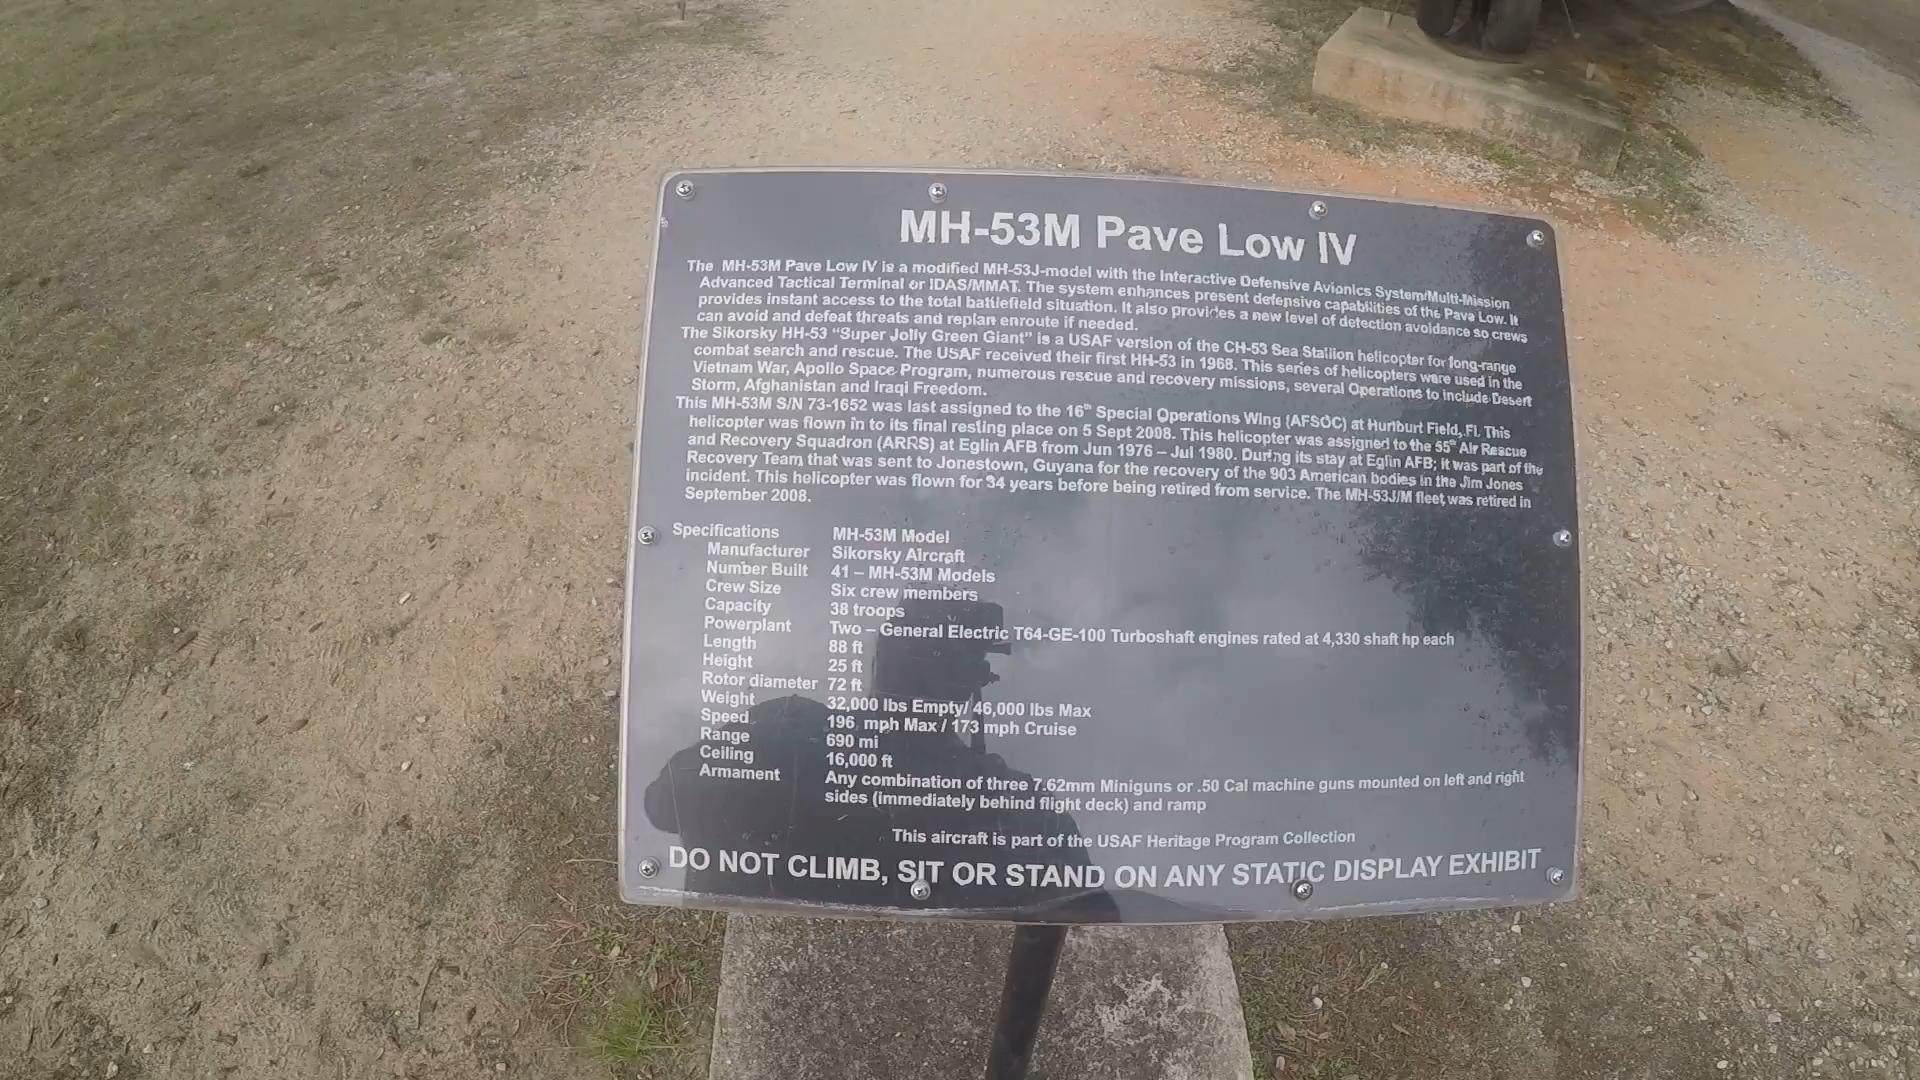 MH-53M Pave Low IV
The MH-53M Pave Low IV is a modified MH-53J-model with the Interactive Defensive Avionics System/Multi-Mission
Advanced Tactical Terminal or IDAS/MMAT. The system enhances present defensive capabilities of the Pave Low. It
provides instant access to the total battlefield situation. It also provides a new level of detection avoidance so crews
can avoid and defeat threats and replan enroute if needed.
The Sikorsky HH-53 "Super Jolly Green Giant" is a USAF version of the CH-53 Sea Stallion helicopter for long-range
combat search and rescue. The USAF received their first HH-53 in 1968. This series of helicopters were used in the
Vietnam War, Apollo Space Program, numerous rescue and recovery missions, several Operations to include Desert
Storm, Afghanistan and Iraqi Freedom.
This MH-53M S/N 73-1652 was last assigned to the 16th Special Operations Wing (AFSOC) at Hurlburt Field, Fl. This
helicopter was flown in to its final resting place on 5 Sept 2008. This helicopter was assigned to the 55th Air Rescue
and Recovery Squadron (ARRS) at Eglin AFB from Jun 1976 – Jul 1980. During its stay at Eglin AFB; it was part of the
Recovery Team that was sent to Jonestown, Guyana for the recovery of the 903 American bodies in the Jim Jones
incident. This helicopter was flown for 34 years before being retired from service. The MH-53J/M fleet was retired in
September 2008.
Specifications MH-53M Model
Manufacturer Sikorsky Aircraft
Number Built 41 – MH-53M Models
Crew Size Six crew members
Capacity 38 troops
Powerplant Two – General Electric T64-GE-100 Turboshaft engines rated at 4,330 shaft hp each
Length 88 ft
Height 25 ft
Rotor diameter 72 ft
Weight 32,000 lbs Empty/ 46,000 lbs Max
Speed 196 mph Max / 173 mph Cruise
Range 690 mi
Ceiling 16,000 ft
Armament Any combination of three 7.62mm Miniguns or .50 Cal machine guns mounted on left and right
sides (immediately behind flight deck) and ramp
This aircraft is part of the USAF Heritage Program Collection
DO NOT CLIMB, SIT OR STAND ON ANY STATIC DISPLAY EXHIBIT